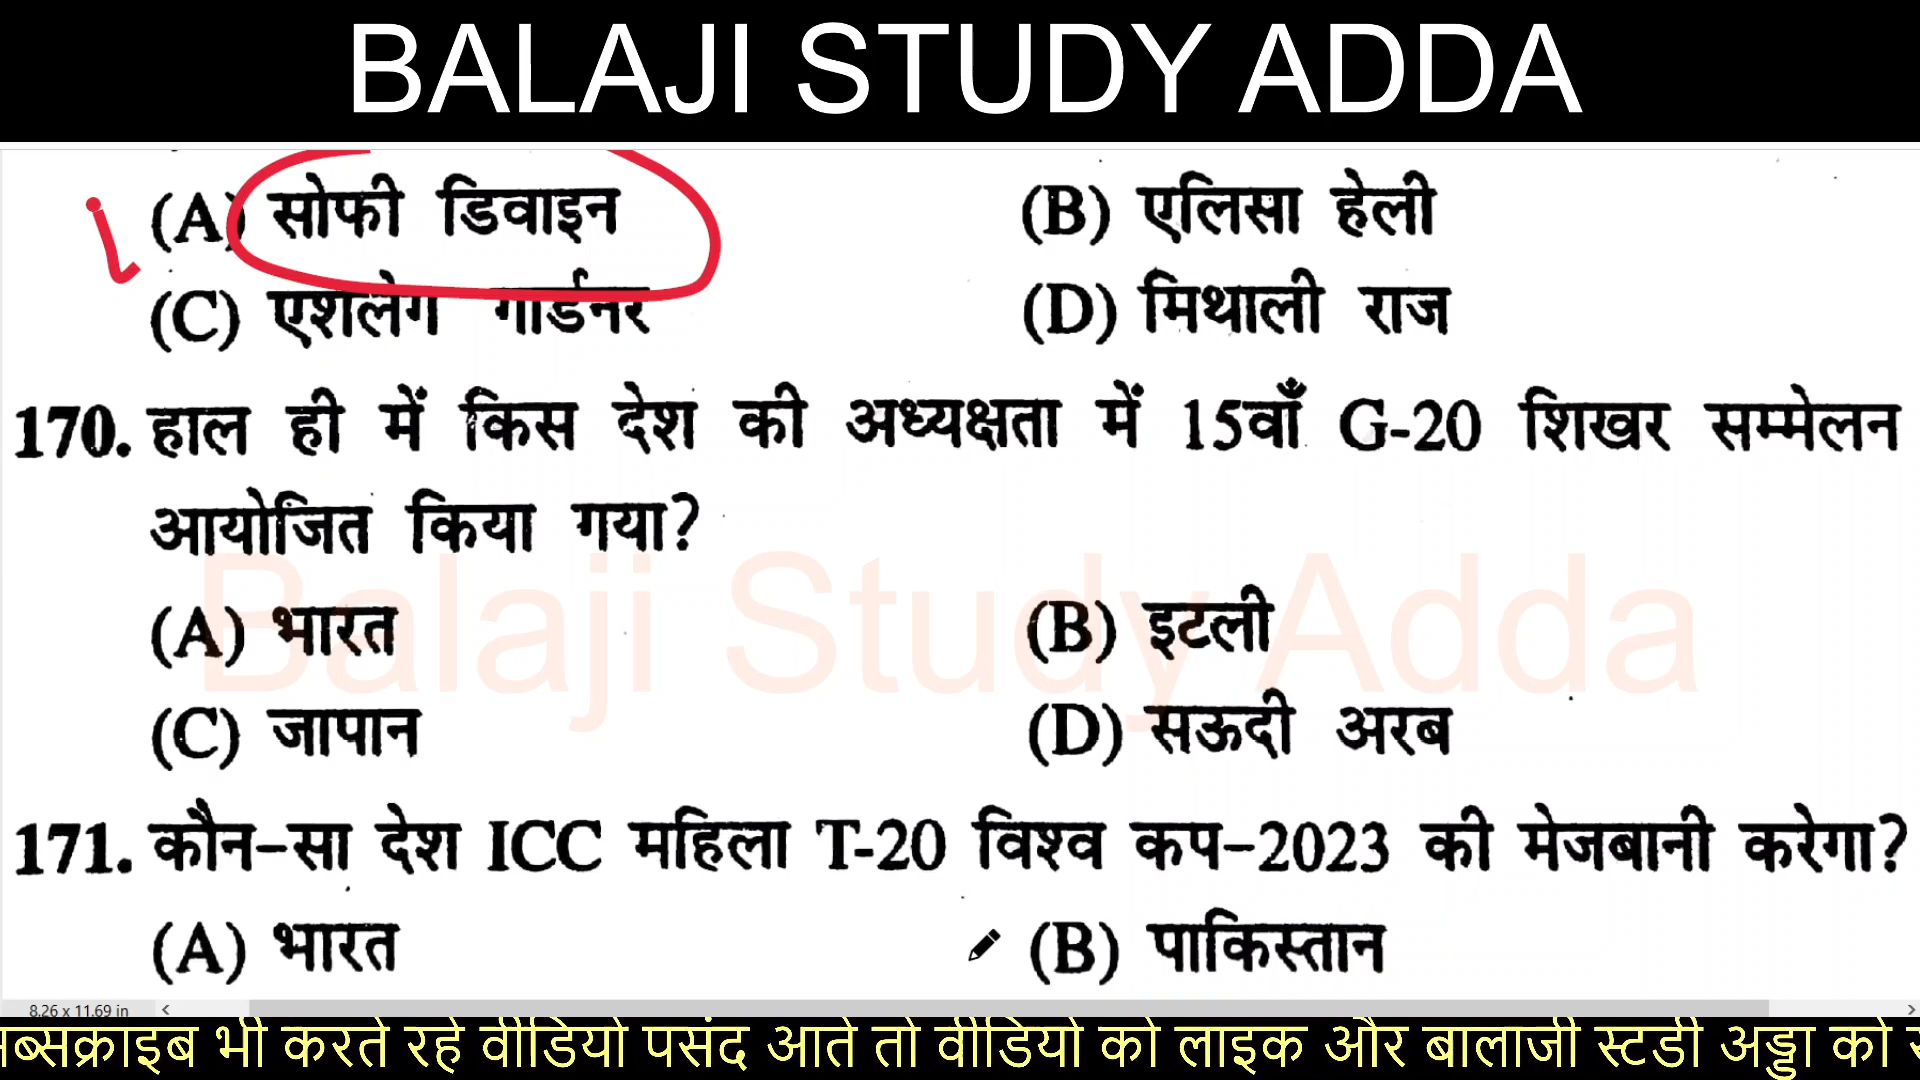 BALAJI STUDY ADDA
(A) सोफी डिवाइन (B) एलिसा हेली
(C) एशलेग गार्डनर (D) मिथाली राज
170. हाल ही में किस देश की अध्यक्षता में 15वाँ G-20 शिखर सम्मेलन
आयोजित किया गया?
Balaji Study Adda
(A) भारत (B) इटली
(C) जापान (D) सऊदी अरब
171. कौन-सा देश ICC महिला T-20 विश्व कप-2023 की मेजबानी करेगा?
(A) भारत (B) पाकिस्तान
8.26 x 11.69 in
भी करते रहे वीडियो पसंद आते तो वीडियो को लाइक और बालाजी स्टडी अड्डा को